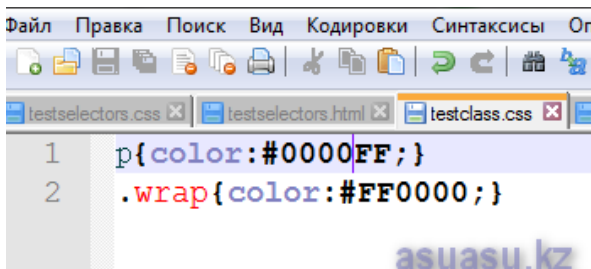 Файл Правка Поиск Вид Кодировки Синтаксисы
testselectors.css testselectors.html testclass.css
1 p{color:#0000FF;}
2 .wrap{color:#FF0000;}
asuasu.kz